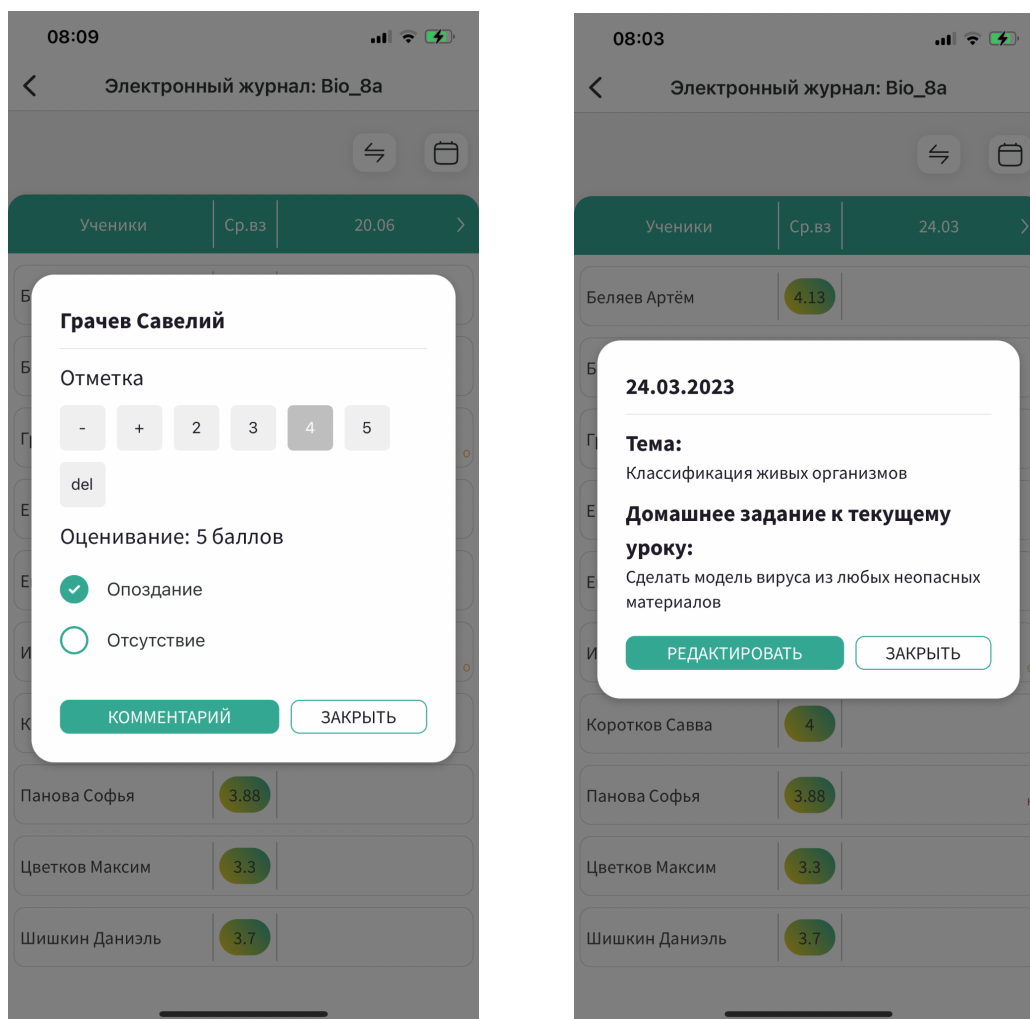 08:09
Электронный журнал: Bio_8a
Ученики Ср.вз 20.06
Б
Грачев Савелий
Б
Отметка
- + 2 3 4 5
Г
о
del
Е
Оценивание: 5 баллов
Е
Опоздание
Отсутствие
И
о
К
КОММЕНТАРИЙ ЗАКРЫТЬ
Панова Софья 3.88
Цветков Максим 3.3
Шишкин Даниэль 3.7
08:03
Электронный журнал: Bio_8a
Ученики Ср.вз 24.03
Беляев Артём 4.13
Б
24.03.2023
Г
Тема:
Классификация живых организмов
Е
Домашнее задание к текущему
уроку:
Е
Сделать модель вируса из любых неопасных
материалов
И
РЕДАКТИРОВАТЬ ЗАКРЫТЬ
Коротков Савва 4
Панова Софья 3.88
Цветков Максим 3.3
Шишкин Даниэль 3.7